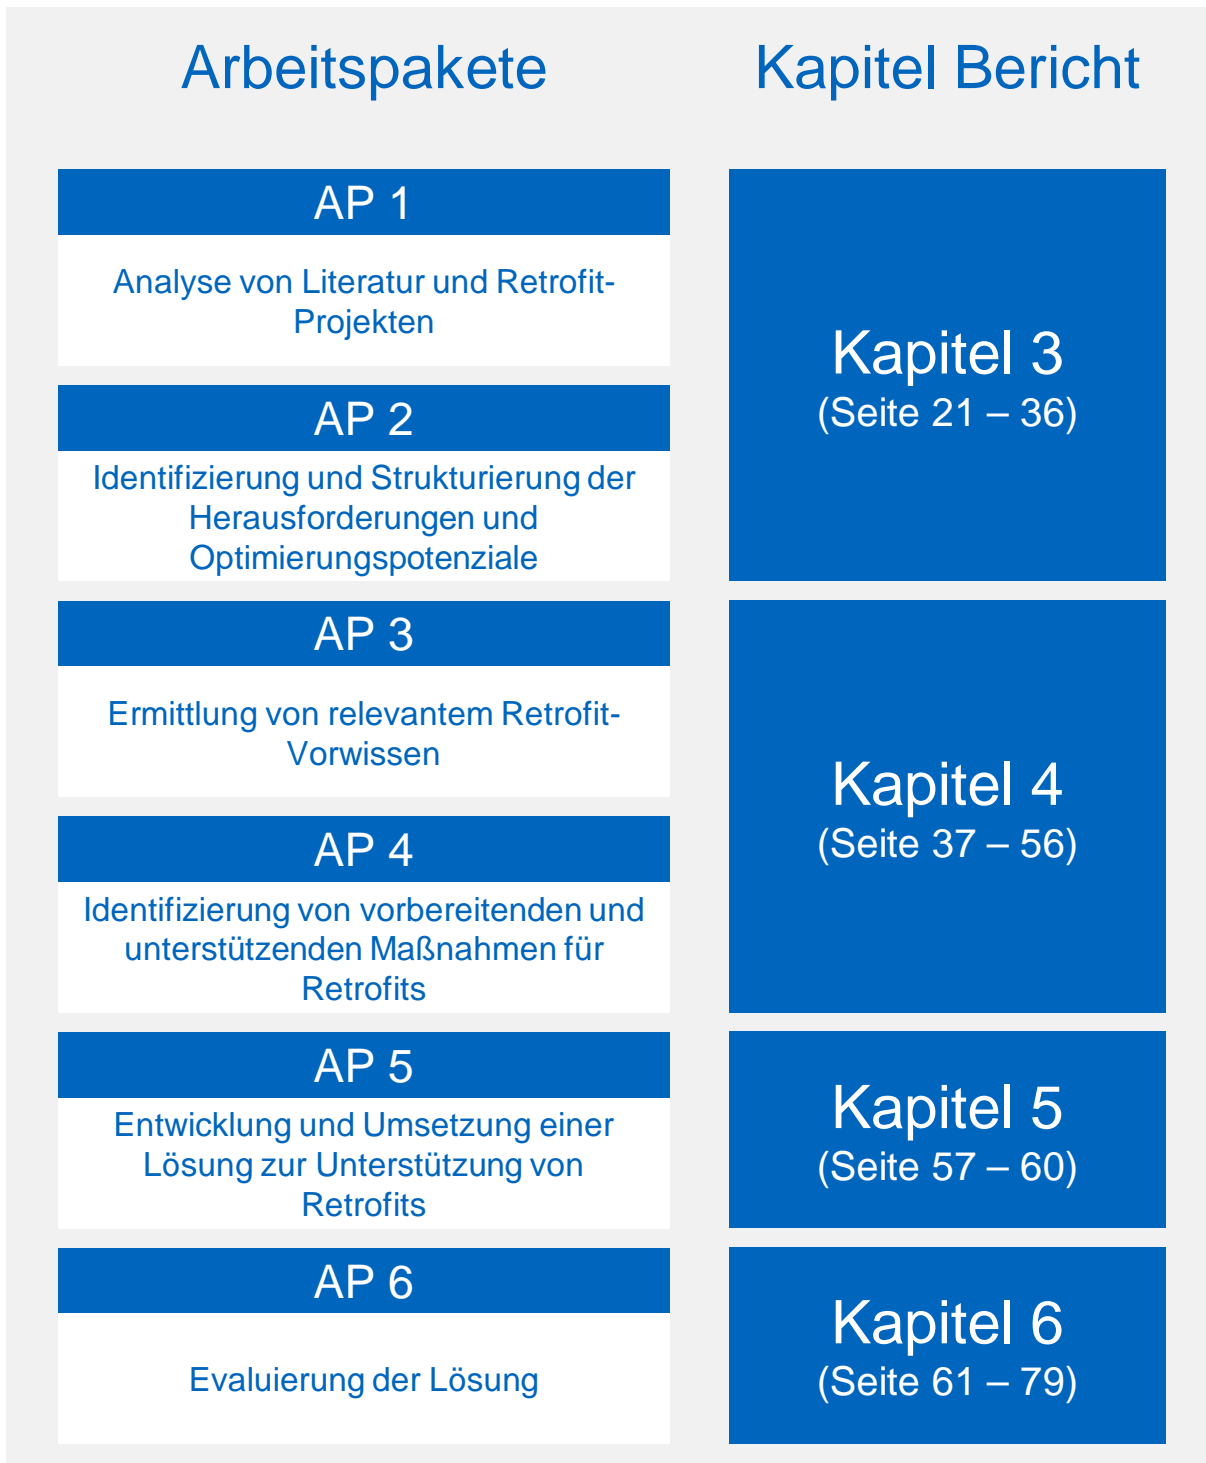 Arbeitspakete
Kapitel Bericht
AP 1
Analyse von Literatur und Retrofit-
Projekten
AP 2
Identifizierung und Strukturierung der
Herausforderungen und
Optimierungspotenziale
Kapitel 3
(Seite 21 – 36)
AP 3
Ermittlung von relevantem Retrofit-
Vorwissen
AP 4
Identifizierung von vorbereitenden und
unterstützenden Maßnahmen für
Retrofits
Kapitel 4
(Seite 37 – 56)
AP 5
Entwicklung und Umsetzung einer
Lösung zur Unterstützung von
Retrofits
Kapitel 5
(Seite 57 – 60)
AP 6
Evaluierung der Lösung
Kapitel 6
(Seite 61 – 79)